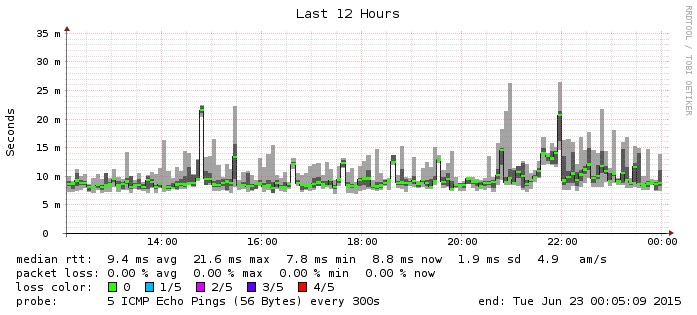 Last 12 Hours
RRDTOOL / TOBI OETIKER
Seconds
35 m
30 m
25 m
20 m
15 m
10 m
5 m
0
14:00 16:00 18:00 20:00 22:00 00:00
median rtt: 9.4 ms avg 21.6 ms max 7.8 ms min 8.8 ms now 1.9 ms sd 4.9 am/s
packet loss: 0.00 % avg 0.00 % max 0.00 % min 0.00 % now
loss color: 0 1/5 2/5 3/5 4/5
probe: 5 ICMP Echo Pings (56 Bytes) every 300s end: Tue Jun 23 00:05:09 2015